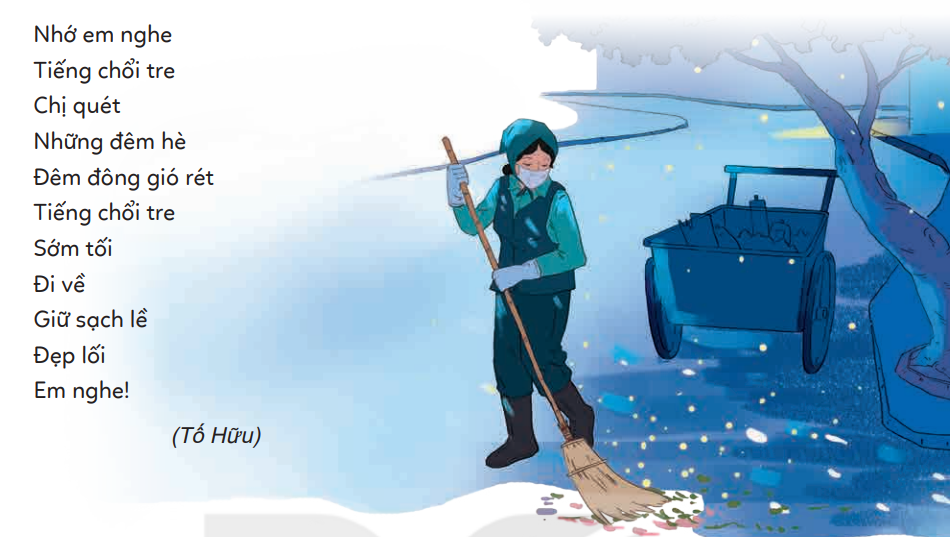 Nhớ em nghe
Tiếng chổi tre
Chị quét
Những đêm hè
Đêm đông gió rét
Tiếng chổi tre
Sớm tối
Đi về
Giữ sạch lề
Đẹp lối
Em nghe!
(Tố Hữu)